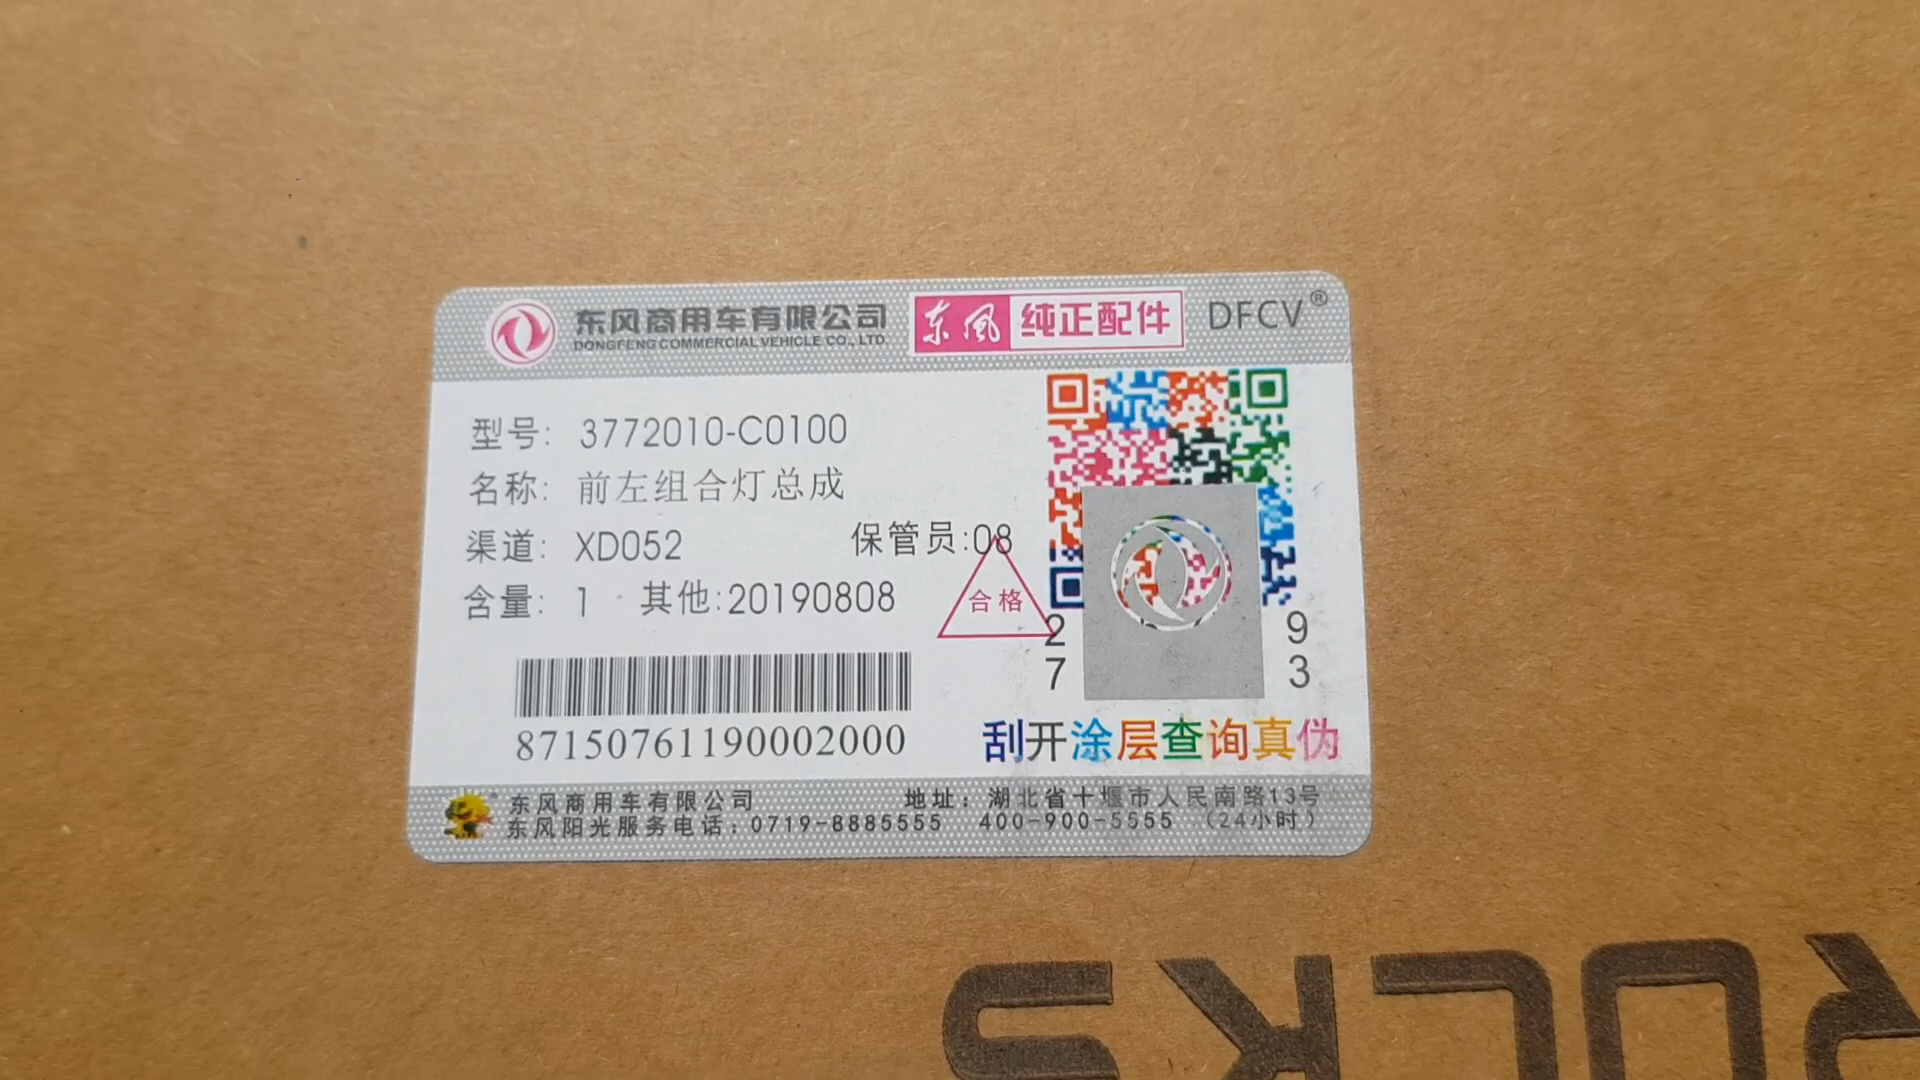 东风商用车有限公司 东风 纯正配件 DFCV®
DONGFENG COMMERCIAL VEHICLE CO., LTD.
型号: 3772010-C0100
名称: 前左组合灯总成
渠道: XD052 保管员:08
含量: 1 其他:20190808
合格
2 9
7 3
87150761190002000
刮开涂层查询真伪
东风商用车有限公司 地址：湖北省十堰市人民南路13号
东风阳光服务电话：0719-8885555 400-900-5555 （24小时）